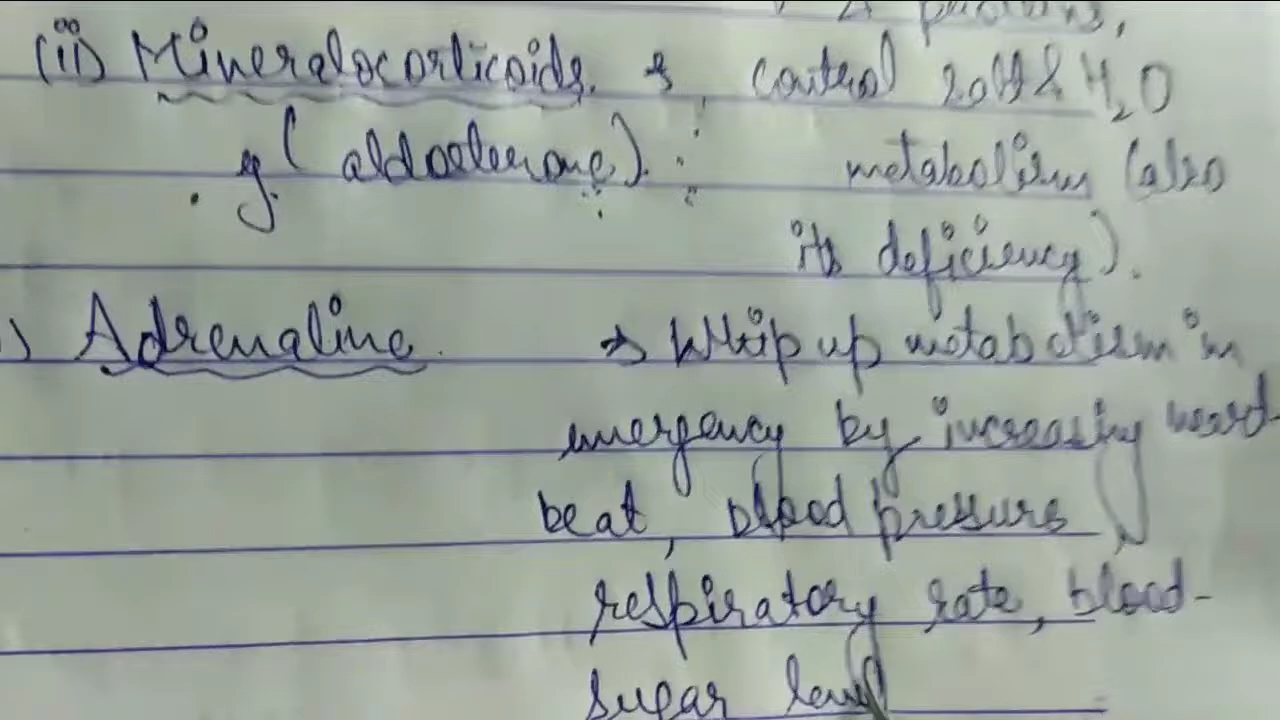 (ii) Mineralocorticoids. → control salt & H2O
eg. (aldosterone). metabolism (also
its deficiency).
) Adrenaline. → Whip up metabolism in
emergency by increasing heart
beat, blood pressure,
respiratory rate, blood-
sugar level